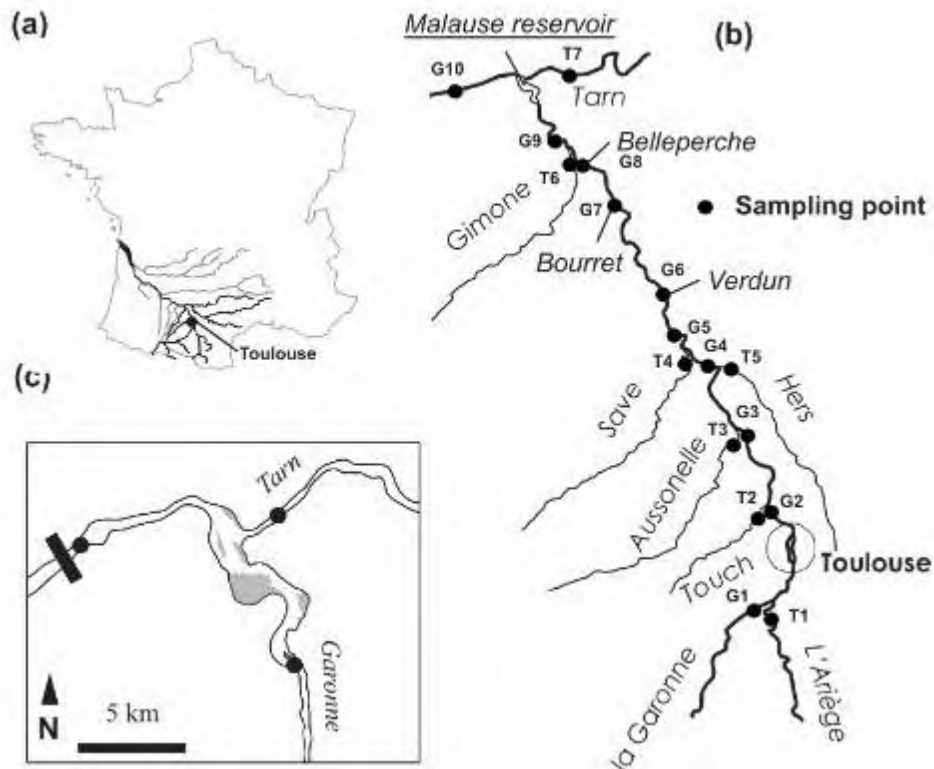 (a)
Toulouse
(b)
Malause reservoir
G10
T7
Tarn
G9
Belleperche
T6
G8
Gimone
G7
Sampling point
Bourret
G6
Verdun
G5
G4
T4
T5
Save
Hers
G3
T3
Aussonelle
T2
G2
Touch
Toulouse
G1
T1
la Garonne
L'Ariège
(c)
Tarn
Garonne
N
5 km